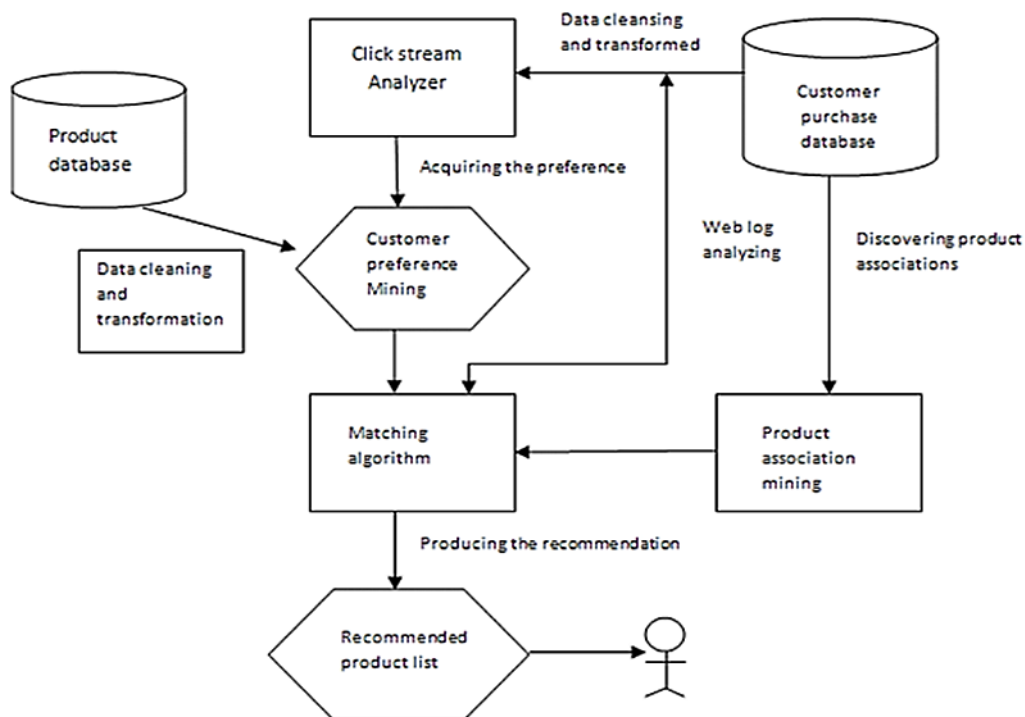 Data cleansing
and transformed
Click stream
Analyzer
Customer
purchase
database
Product
database
Acquiring the preference
Customer
preference
Mining
Web log
analyzing
Discovering product
associations
Data cleaning
and
transformation
Matching
algorithm
Product
association
mining
Producing the recommendation
Recommended
product list